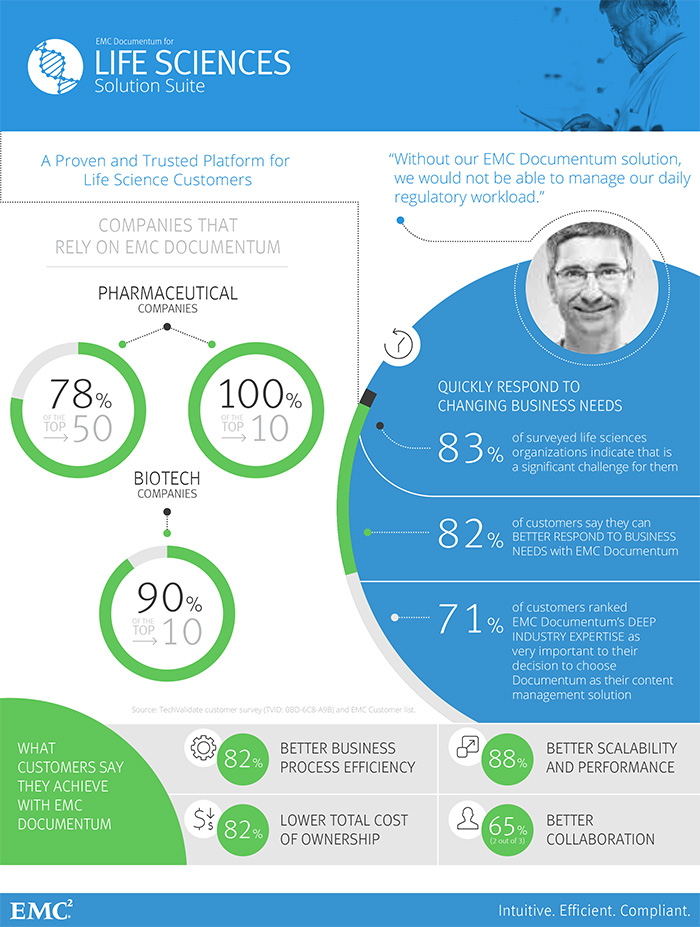 EMC Documentum for
LIFE SCIENCES
Solution Suite
A Proven and Trusted Platform for
Life Science Customers
COMPANIES THAT
RELY ON EMC DOCUMENTUM
PHARMACEUTICAL
COMPANIES
78%
OF THE
TOP
50
100%
OF THE
TOP
10
BIOTECH
COMPANIES
90%
OF THE
TOP
10
Source: TechValidate customer survey (TVID: 0BD-6C8-A9B) and EMC Customer list.
“Without our EMC Documentum solution,
we would not be able to manage our daily
regulatory workload.”
QUICKLY RESPOND TO
CHANGING BUSINESS NEEDS
83%
of surveyed life sciences
organizations indicate that is
a significant challenge for them
82%
of customers say they can
BETTER RESPOND TO BUSINESS
NEEDS with EMC Documentum
71%
of customers ranked
EMC Documentum’s DEEP
INDUSTRY EXPERTISE as
very important to their
decision to choose
Documentum as their content
management solution
WHAT
CUSTOMERS SAY
THEY ACHIEVE
WITH EMC
DOCUMENTUM
82%
BETTER BUSINESS
PROCESS EFFICIENCY
88%
BETTER SCALABILITY
AND PERFORMANCE
82%
LOWER TOTAL COST
OF OWNERSHIP
65%
(2 out of 3)
BETTER
COLLABORATION
EMC²
Intuitive. Efficient. Compliant.